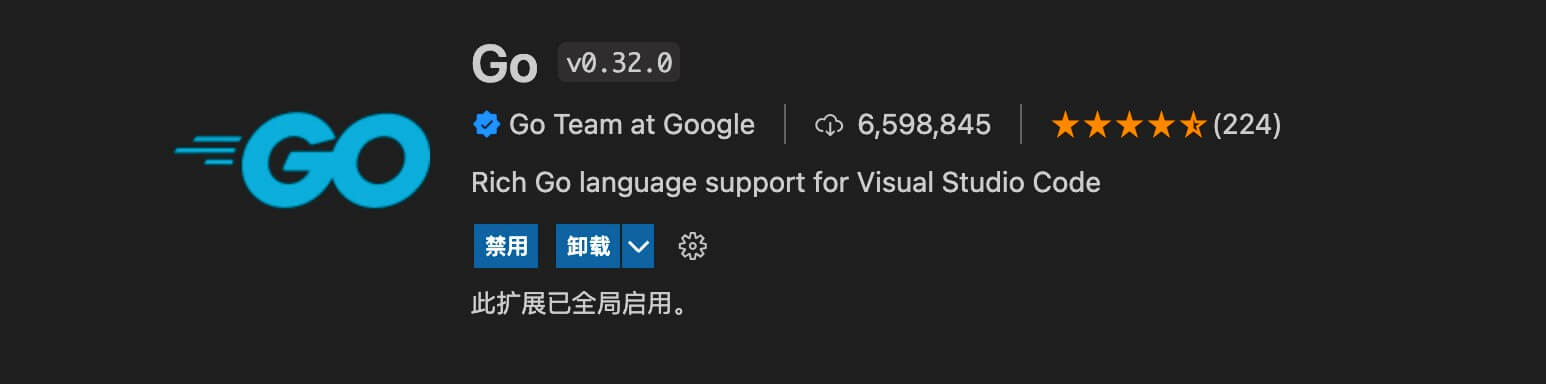 GO
Go v0.32.0
Go Team at Google 6,598,845 (224)
Rich Go language support for Visual Studio Code
禁用 卸载
此扩展已全局启用。